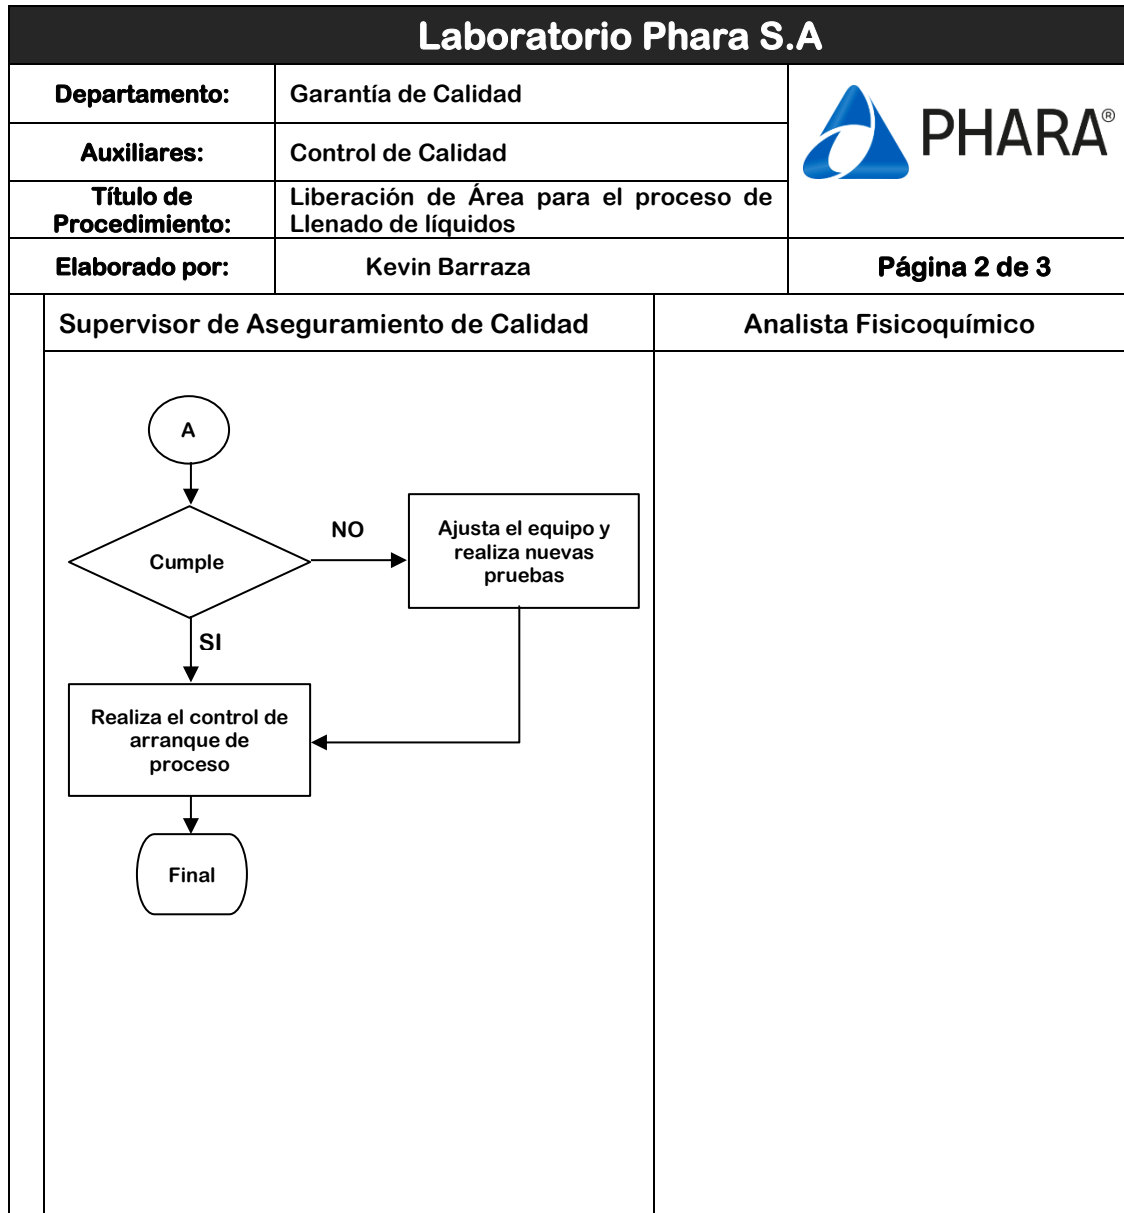 Laboratorio Phara S.A
Departamento:
Garantía de Calidad
PHARA®
Auxiliares:
Control de Calidad
Título de
Procedimiento:
Liberación de Área para el proceso de
Llenado de líquidos
Elaborado por:
Kevin Barraza
Página 2 de 3
Supervisor de Aseguramiento de Calidad
Analista Fisicoquímico
A
Cumple
NO
Ajusta el equipo y
realiza nuevas
pruebas
SI
Realiza el control de
arranque de
proceso
Final